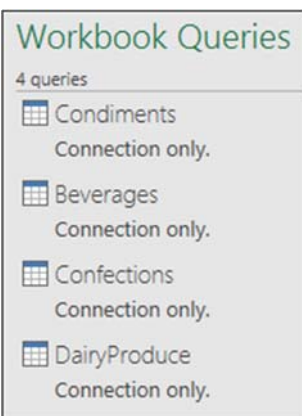 Workbook Queries
4 queries
Condiments
Connection only.
Beverages
Connection only.
Confections
Connection only.
DairyProduce
Connection only.